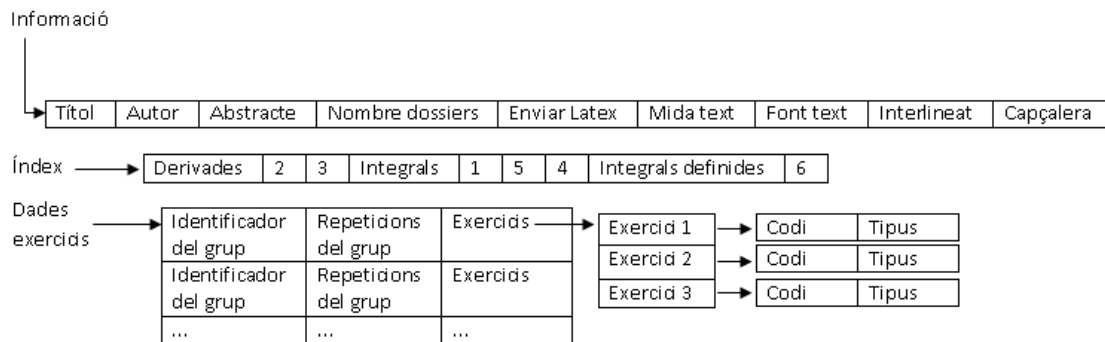 Informació
Títol Autor Abstracte Nombre dossiers Enviar Latex Mida text Font text Interlineat Capçalera
Índex Derivades 2 3 Integrals 1 5 4 Integrals definides 6
Dades exercicis
Identificador del grup Repeticions del grup Exercicis
Identificador del grup Repeticions del grup Exercicis
... ... ...
Exercici 1 Codi Tipus
Exercici 2 Codi Tipus
Exercici 3 Codi Tipus